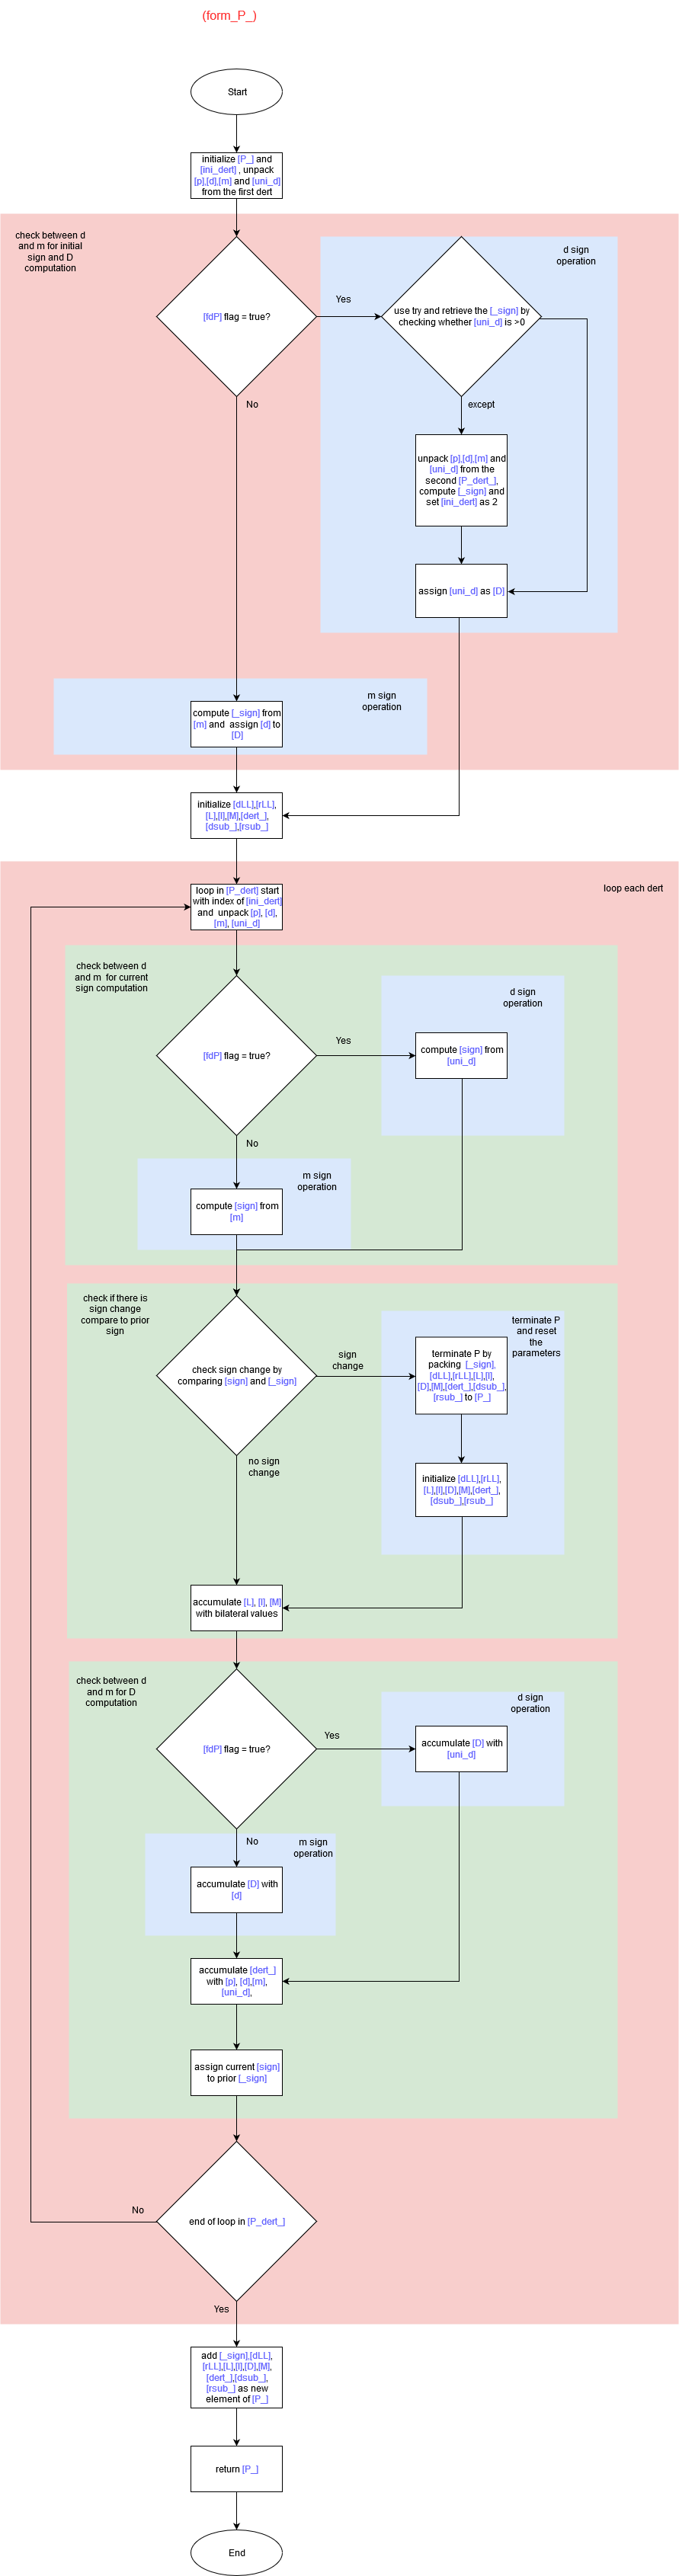 (form_P_)
Start
initialize [P_] and
[ini_dert] , unpack
[p],[d],[m] and [uni_d]
from the first dert
check between d
and m for initial
sign and D
computation
d sign
operation
[fdP] flag = true?
Yes
use try and retrieve the [_sign] by
checking whether [uni_d] is >0
No
except
unpack [p],[d],[m] and
[uni_d] from the
second [P_dert_],
compute [_sign] and
set [ini_dert] as 2
assign [uni_d] as [D]
m sign
operation
compute [_sign] from
[m] and  assign [d] to
[D]
initialize [dLL],[rLL],
[L],[I],[M],[dert_],
[dsub_],[rsub_]
loop each dert
loop in [P_dert] start
with index of [ini_dert]
and  unpack [p], [d],
[m], [uni_d]
check between d
and m  for current
sign computation
d sign
operation
[fdP] flag = true?
Yes
compute [sign] from
[uni_d]
No
m sign
operation
compute [sign] from
[m]
check if there is
sign change
compare to prior
sign
terminate P
and reset
the
parameters
check sign change by
comparing [sign] and [_sign]
sign
change
terminate P by
packing  [_sign],
[dLL],[rLL],[L],[I],
[D],[M],[dert_],[dsub_],
[rsub_] to [P_]
no sign
change
initialize [dLL],[rLL],
[L],[I],[D],[M],[dert_],
[dsub_],[rsub_]
accumulate [L], [I], [M]
with bilateral values
check between d
and m for D
computation
d sign
operation
[fdP] flag = true?
Yes
accumulate [D] with
[uni_d]
No
m sign
operation
accumulate [D] with
[d]
accumulate [dert_]
with [p], [d],[m],
[uni_d],
assign current [sign]
to prior [_sign]
No
end of loop in [P_dert_]
Yes
add [_sign],[dLL],
[rLL],[L],[I],[D],[M],
[dert_],[dsub_],
[rsub_] as new
element of [P_]
return [P_]
End